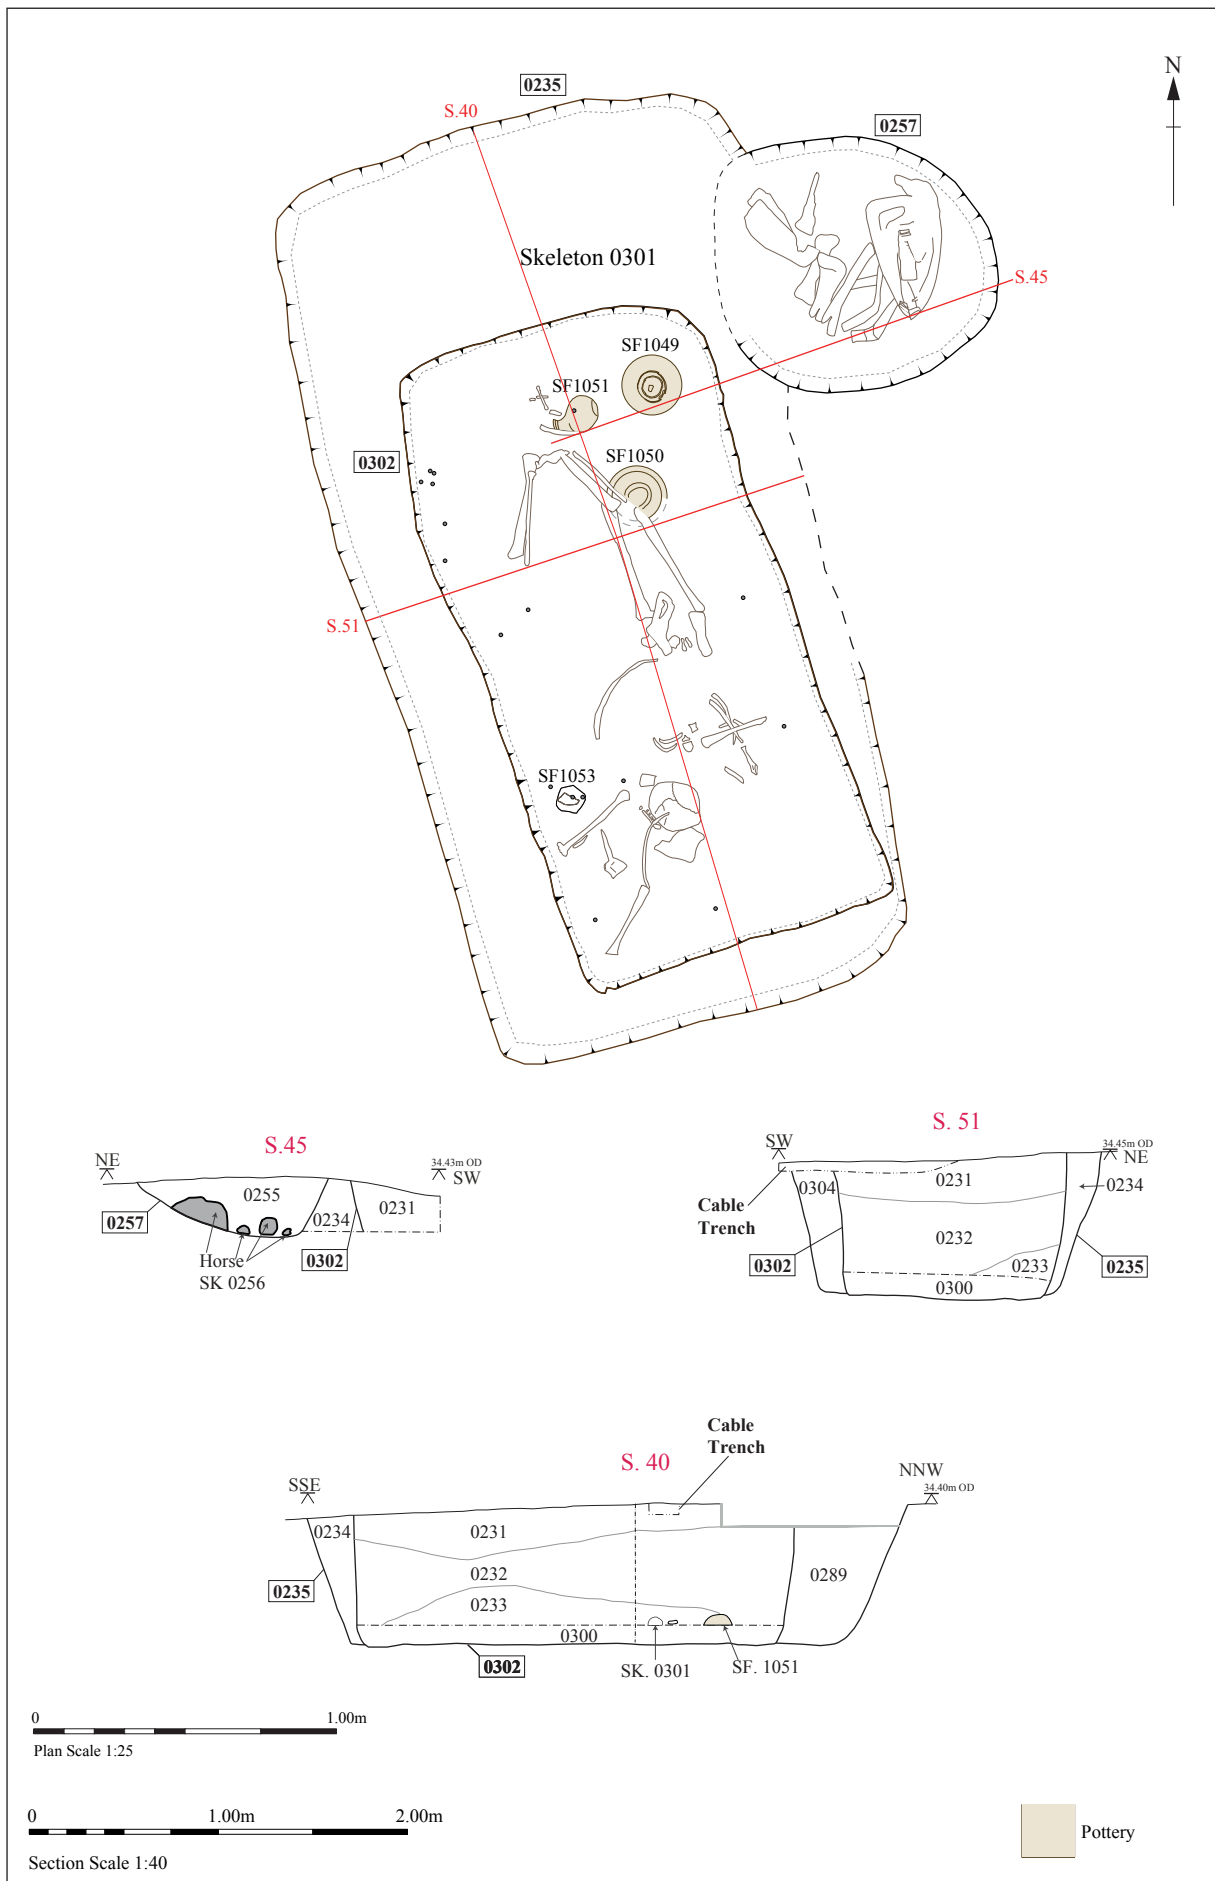 0235
N
S.40
0257
Skeleton 0301
S.45
SF1049
SF1051
0302
SF1050
S.51
SF1053
S.45
NE
34.43m OD
SW
0255
0257
0234
0231
0302
Horse
SK 0256
S. 51
SW
34.45m OD
NE
0304
0231
0234
Cable
Trench
0232
0302
0233
0235
0300
Cable
Trench
S. 40
SSE
NNW
34.40m OD
0234
0231
0232
0289
0235
0233
0300
0302
SK. 0301
SF. 1051
0 1.00m
Plan Scale 1:25
0 1.00m 2.00m
Section Scale 1:40
Pottery